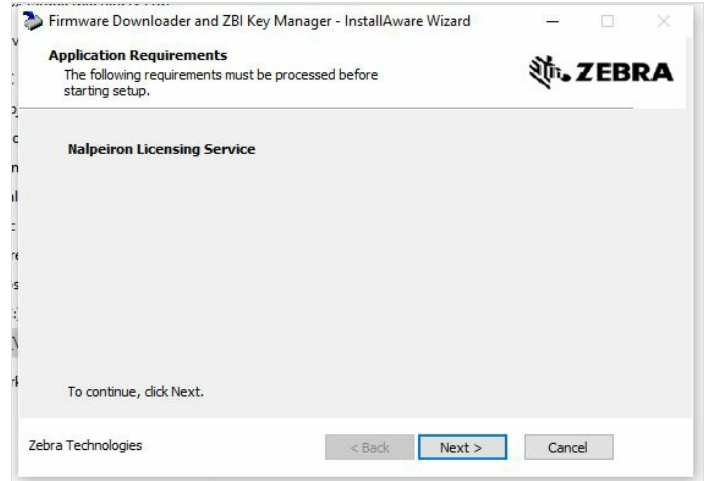 Firmware Downloader and ZBI Key Manager - InstallAware Wizard
Application Requirements
The following requirements must be processed before
starting setup.
ZEBRA
Nalpeiron Licensing Service
To continue, click Next.
Zebra Technologies
< Back
Next >
Cancel